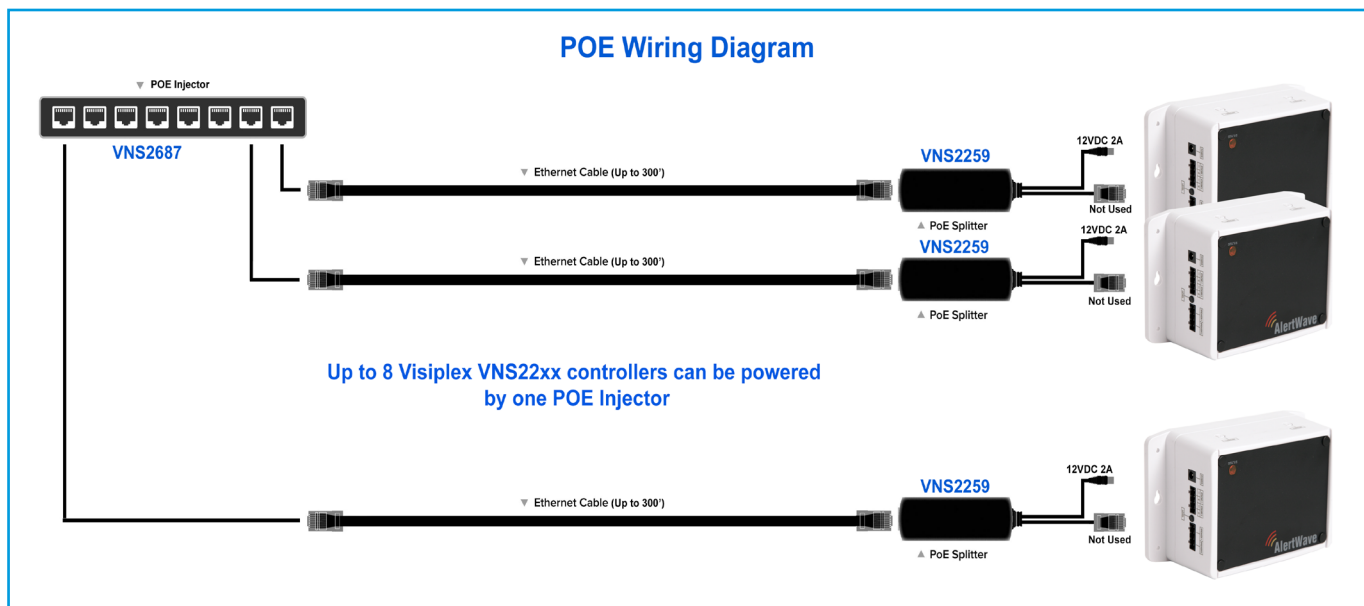 POE Wiring Diagram
▼ POE Injector
VNS2687
▼ Ethernet Cable (Up to 300')
VNS2259
12VDC 2A
Not Used
▲ PoE Splitter
▼ Ethernet Cable (Up to 300')
VNS2259
12VDC 2A
Not Used
▲ PoE Splitter
AlertWave
Up to 8 Visiplex VNS22xx controllers can be powered
by one POE Injector
▼ Ethernet Cable (Up to 300')
VNS2259
12VDC 2A
Not Used
▲ PoE Splitter
AlertWave